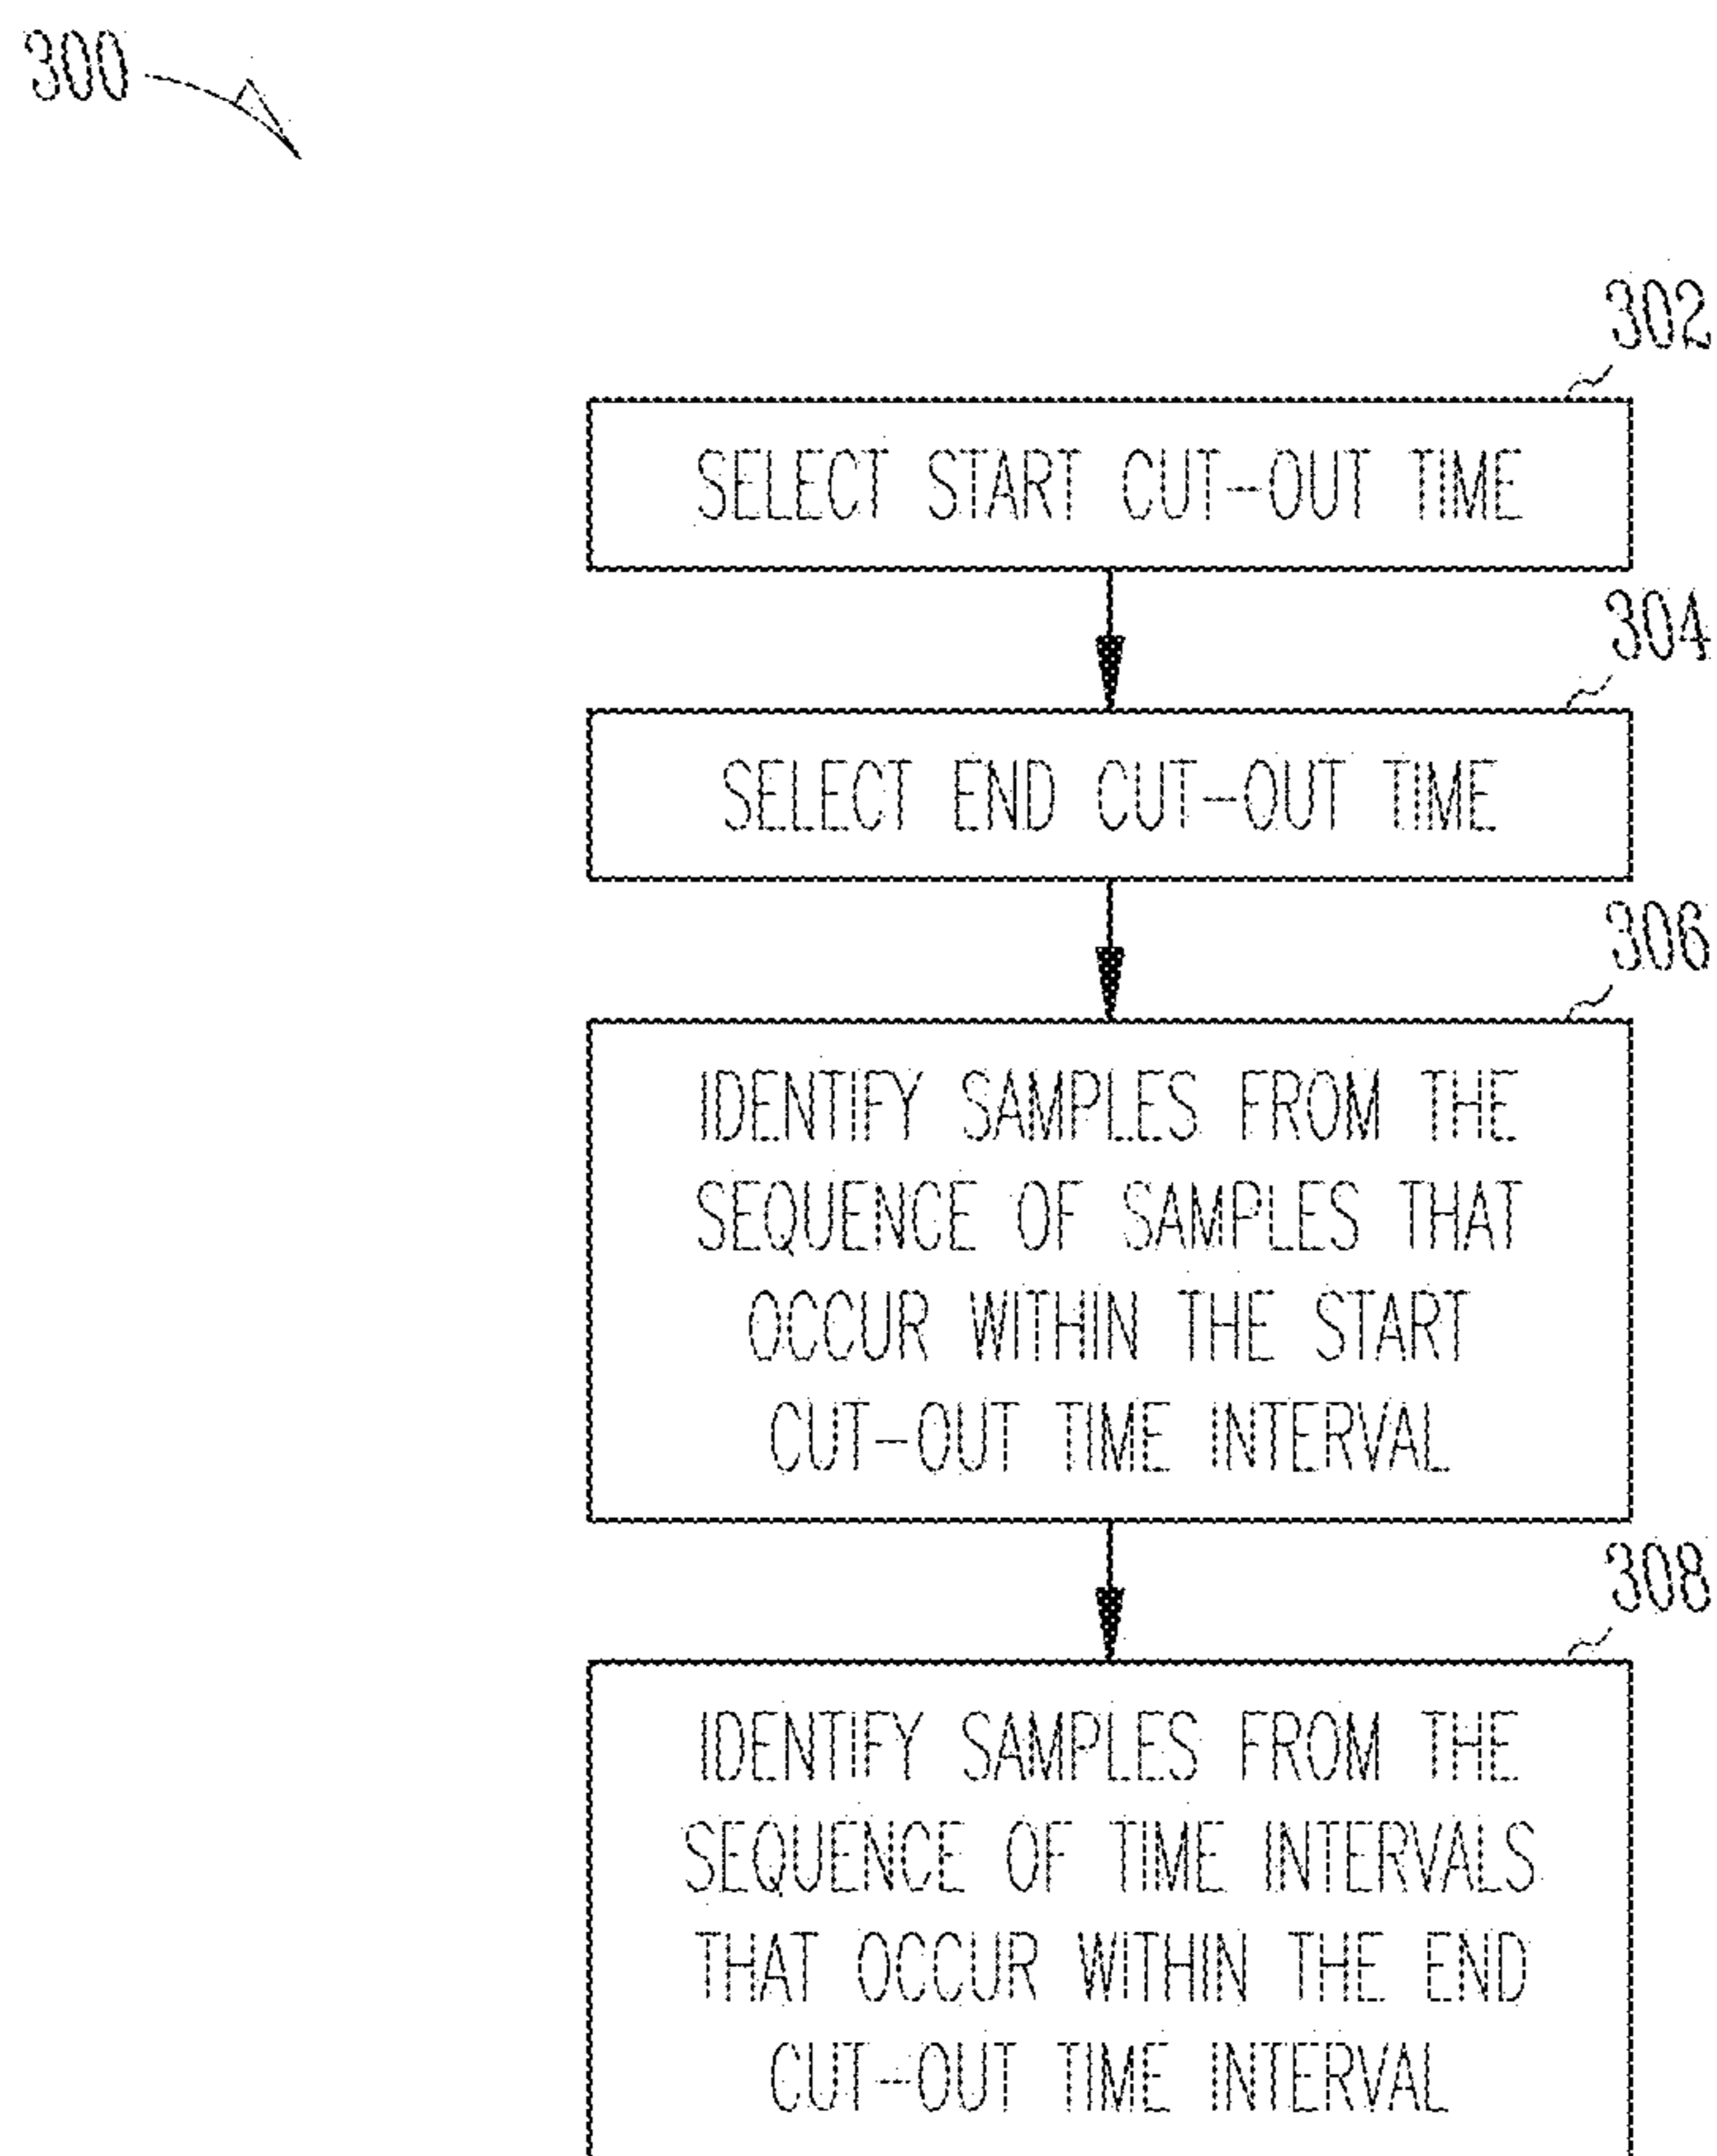 300
302
SELECT START CUT-OUT TIME
304
SELECT END CUT-OUT TIME
306
IDENTIFY SAMPLES FROM THE
SEQUENCE OF SAMPLES THAT
OCCUR WITHIN THE START
CUT-OUT TIME INTERVAL
308
IDENTIFY SAMPLES FROM THE
SEQUENCE OF TIME INTERVALS
THAT OCCUR WITHIN THE END
CUT-OUT TIME INTERVAL